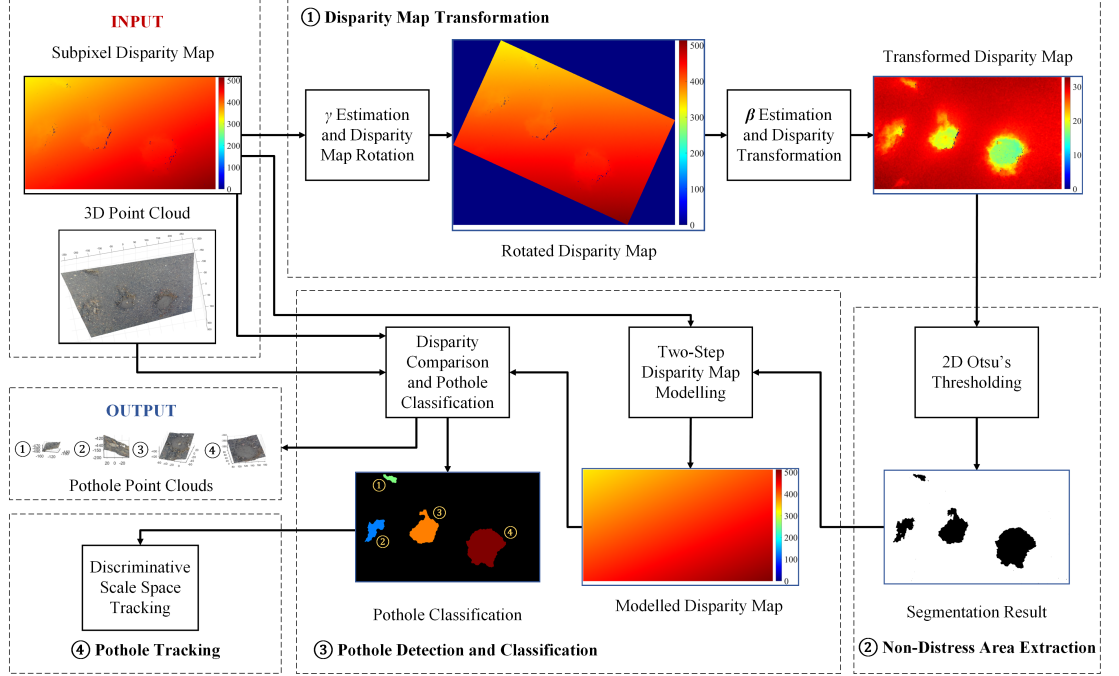 INPUT
Subpixel Disparity Map
500
400
300
200
100
0
3D Point Cloud
① Disparity Map Transformation
γ Estimation
and Disparity
Map Rotation
500
400
300
200
100
0
Rotated Disparity Map
β Estimation
and Disparity
Transformation
Transformed Disparity Map
30
20
10
0
2D Otsu's
Thresholding
Segmentation Result
② Non-Distress Area Extraction
Disparity
Comparison
and Pothole
Classification
Two-Step
Disparity Map
Modelling
500
400
300
200
100
0
Modelled Disparity Map
①
②
③
④
Pothole Classification
③ Pothole Detection and Classification
OUTPUT
①
②
③
④
Pothole Point Clouds
Discriminative
Scale Space
Tracking
④ Pothole Tracking